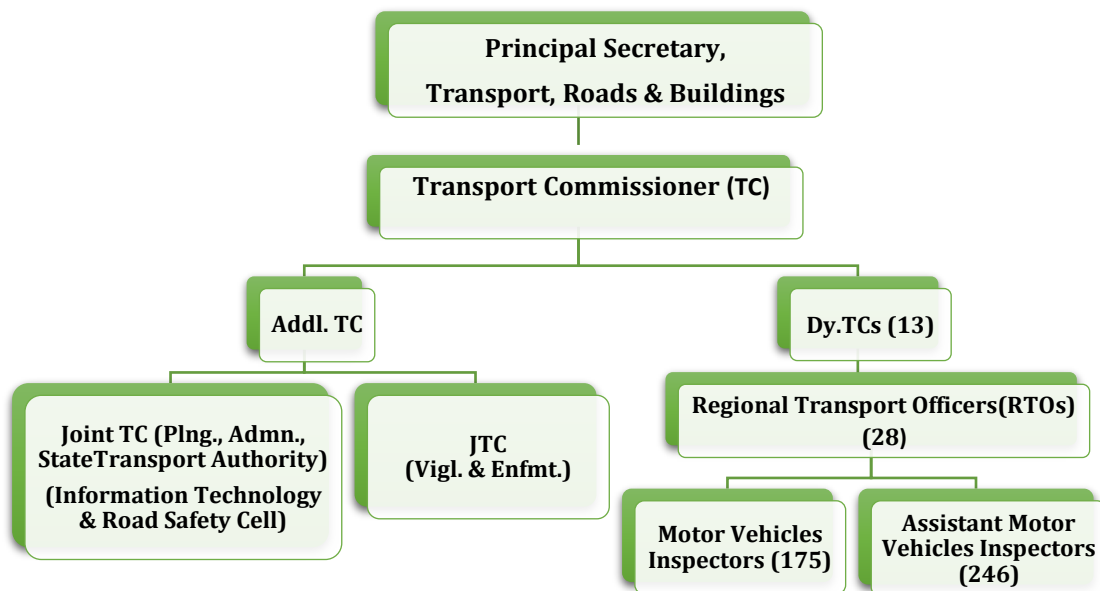 Principal Secretary,
Transport, Roads & Buildings
Transport Commissioner (TC)
Addl. TC
Dy.TCs (13)
Joint TC (Plng., Admn.,
StateTransport Authority)
(Information Technology
& Road Safety Cell)
JTC
(Vigl. & Enfmt.)
Regional Transport Officers(RTOs)
(28)
Motor Vehicles
Inspectors (175)
Assistant Motor
Vehicles Inspectors
(246)